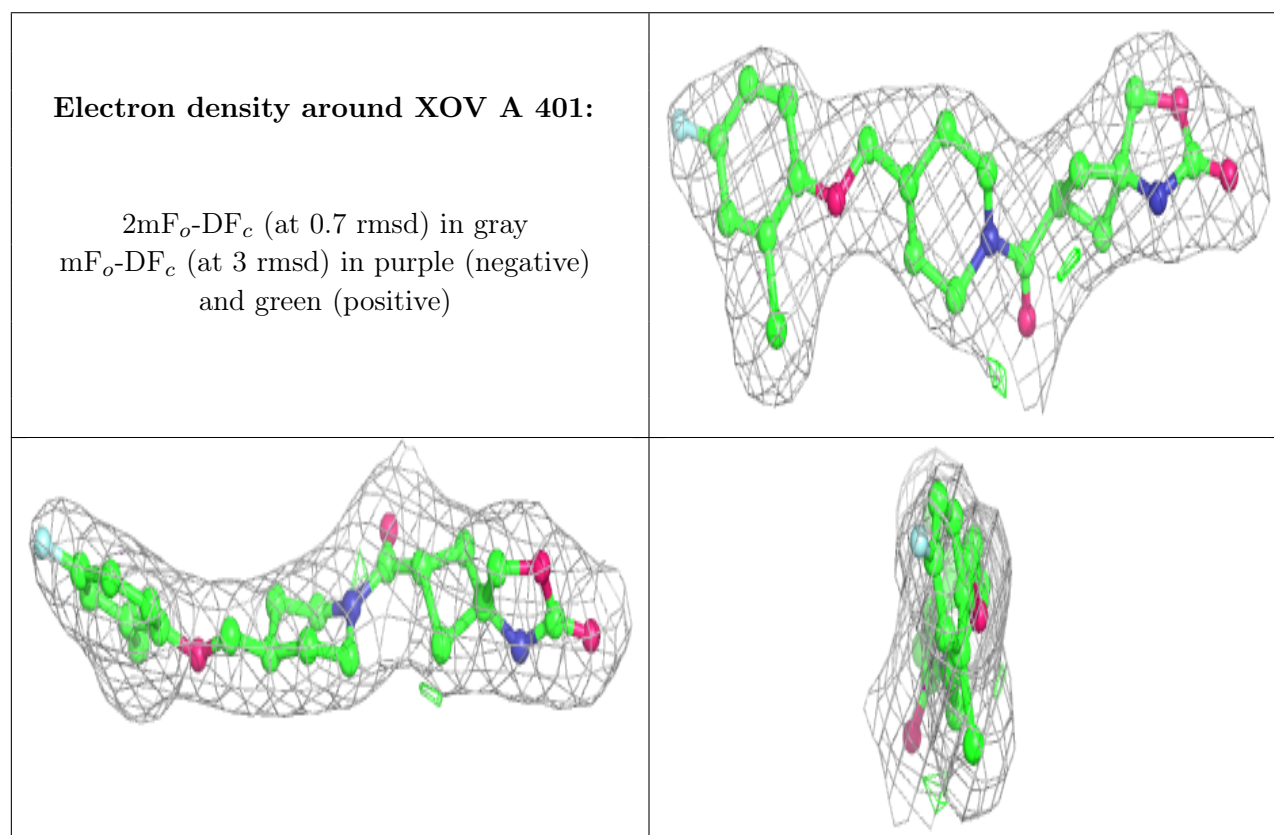 Electron density around XOV A 401:
2mFo-DFc (at 0.7 rmsd) in gray
mFo-DFc (at 3 rmsd) in purple (negative)
and green (positive)